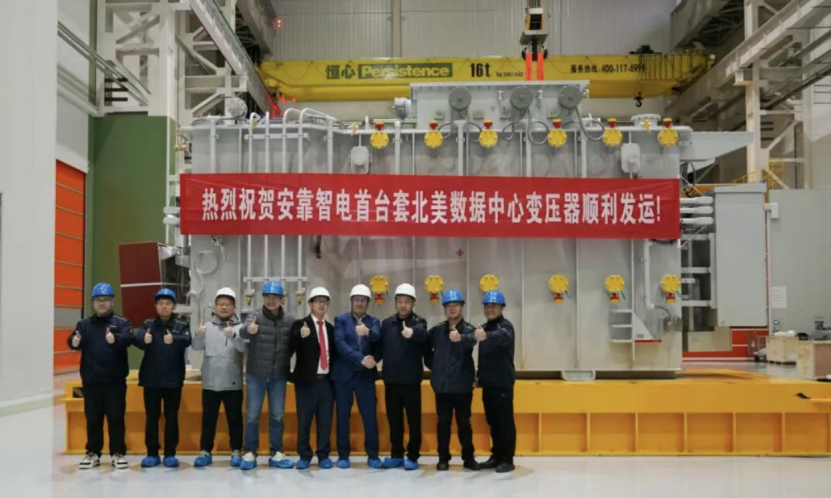 恒心 Persistence 16t 服务热线:400-117-6999
热烈祝贺安靠智电首台套北美数据中心变压器顺利发运!